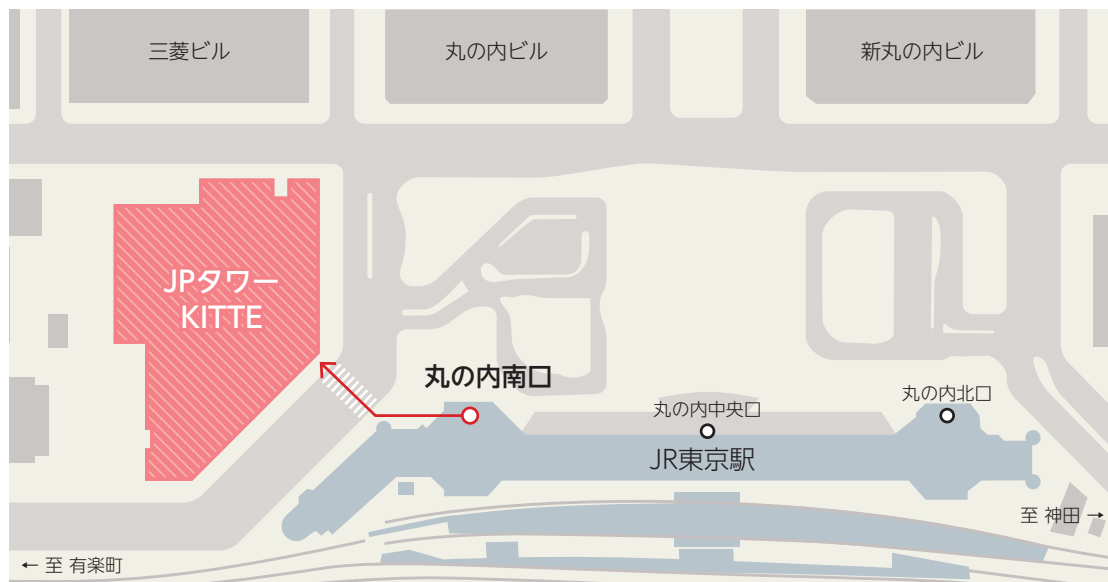 三菱ビル
丸の内ビル
新丸の内ビル
JPタワー
KITTE
丸の内南口
丸の内中央口
丸の内北口
JR東京駅
至 神田 →
← 至 有楽町